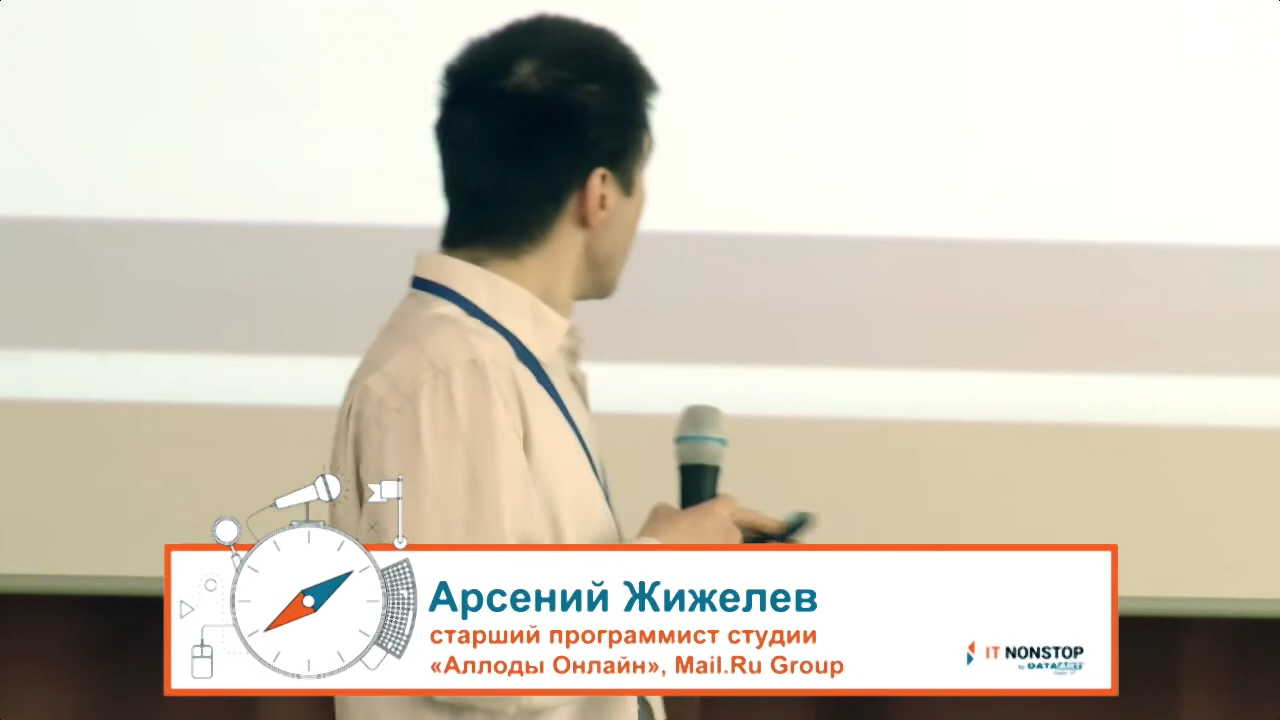 Арсений Жижелев
старший программист студии
«Аллоды Онлайн», Mail.Ru Group
IT NONSTOP